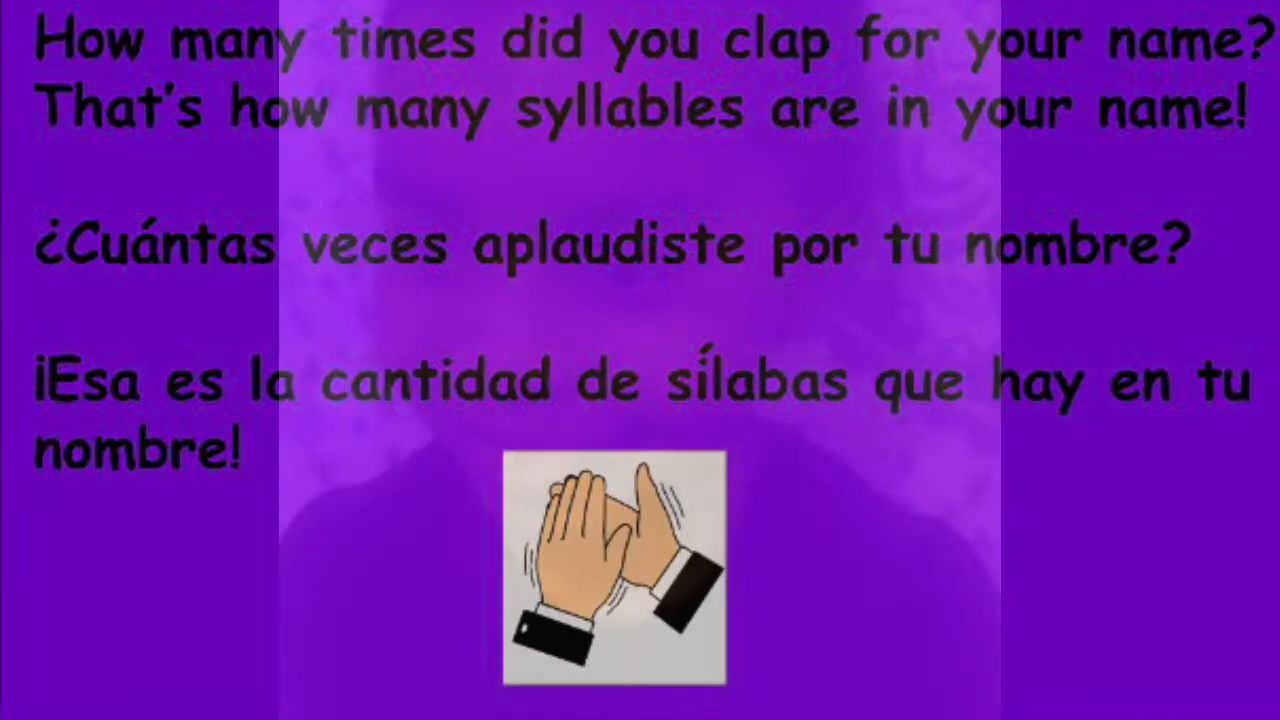 How many times did you clap for your name?
That's how many syllables are in your name!
¿Cuántas veces aplaudiste por tu nombre?
¡Esa es la cantidad de sílabas que hay en tu
nombre!